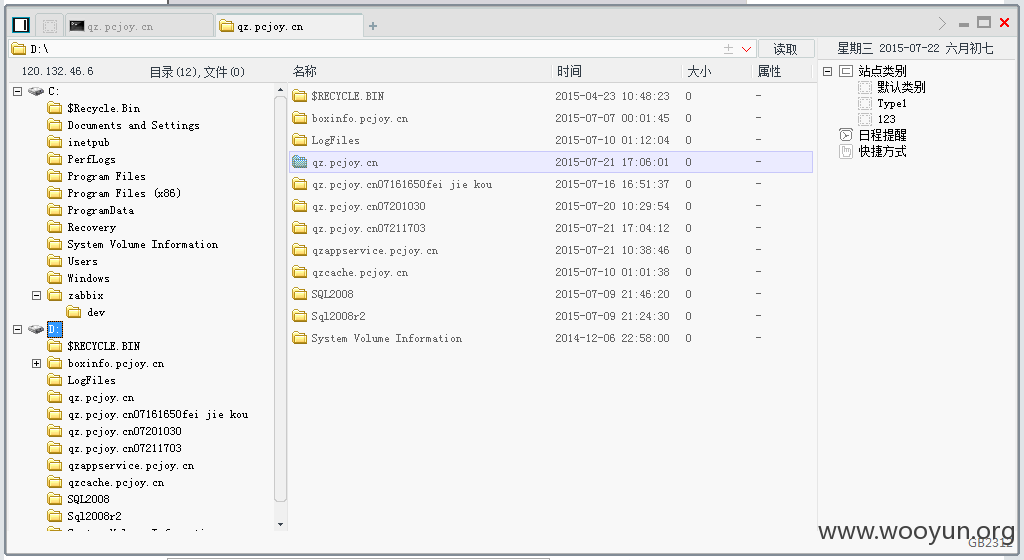 qz.pcjoy.cn
qz.pcjoy.cn
D:\
读取
星期三 2015-07-22 六月初七
120.132.46.6
目录(12),文件(0)
名称 时间 大小 属性
C:
$Recycle.Bin
Documents and Settings
inetpub
PerfLogs
Program Files
Program Files (x86)
ProgramData
Recovery
System Volume Information
Users
Windows
zabbix
dev
D:
$RECYCLE.BIN
boxinfo.pcjoy.cn
LogFiles
qz.pcjoy.cn
qz.pcjoy.cn07161650fei jie kou
qz.pcjoy.cn07201030
qz.pcjoy.cn07211703
qzappservice.pcjoy.cn
qzcache.pcjoy.cn
SQL2008
Sql2008r2
$RECYCLE.BIN 2015-04-23 10:48:23 0 -
boxinfo.pcjoy.cn 2015-07-07 00:01:45 0 -
LogFiles 2015-07-10 01:12:04 0 -
qz.pcjoy.cn 2015-07-21 17:06:01 0 -
qz.pcjoy.cn07161650fei jie kou 2015-07-16 16:51:37 0 -
qz.pcjoy.cn07201030 2015-07-20 10:29:54 0 -
qz.pcjoy.cn07211703 2015-07-21 17:04:12 0 -
qzappservice.pcjoy.cn 2015-07-21 10:38:46 0 -
qzcache.pcjoy.cn 2015-07-10 01:01:38 0 -
SQL2008 2015-07-09 21:46:20 0 -
Sql2008r2 2015-07-09 21:24:30 0 -
System Volume Information 2014-12-06 22:58:00 0 -
站点类别
默认类别
Type1
123
日程提醒
快捷方式
www.wooyun.org
GB2312